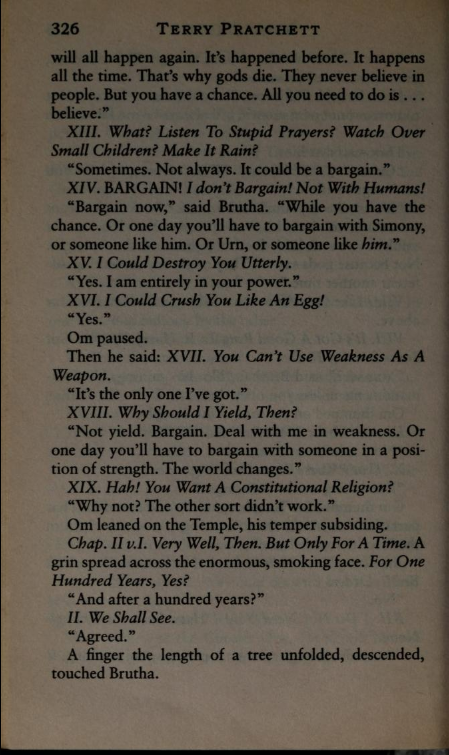 326 TERRY PRATCHETT
will all happen again. It's happened before. It happens
all the time. That's why gods die. They never believe in
people. But you have a chance. All you need to do is . . .
believe."
XIII. What? Listen To Stupid Prayers? Watch Over
Small Children? Make It Rain?
"Sometimes. Not always. It could be a bargain."
XIV. BARGAIN! I don't Bargain! Not With Humans!
"Bargain now," said Brutha. "While you have the
chance. Or one day you'll have to bargain with Simony,
or someone like him. Or Urn, or someone like him."
XV. I Could Destroy You Utterly.
"Yes. I am entirely in your power."
XVI. I Could Crush You Like An Egg!
"Yes."
Om paused.
Then he said: XVII. You Can't Use Weakness As A
Weapon.
"It's the only one I've got."
XVIII. Why Should I Yield, Then?
"Not yield. Bargain. Deal with me in weakness. Or
one day you'll have to bargain with someone in a posi-
tion of strength. The world changes."
XIX. Hah! You Want A Constitutional Religion?
"Why not? The other sort didn't work."
Om leaned on the Temple, his temper subsiding.
Chap. II v.I. Very Well, Then. But Only For A Time. A
grin spread across the enormous, smoking face. For One
Hundred Years, Yes?
"And after a hundred years?"
II. We Shall See.
"Agreed."
A finger the length of a tree unfolded, descended,
touched Brutha.